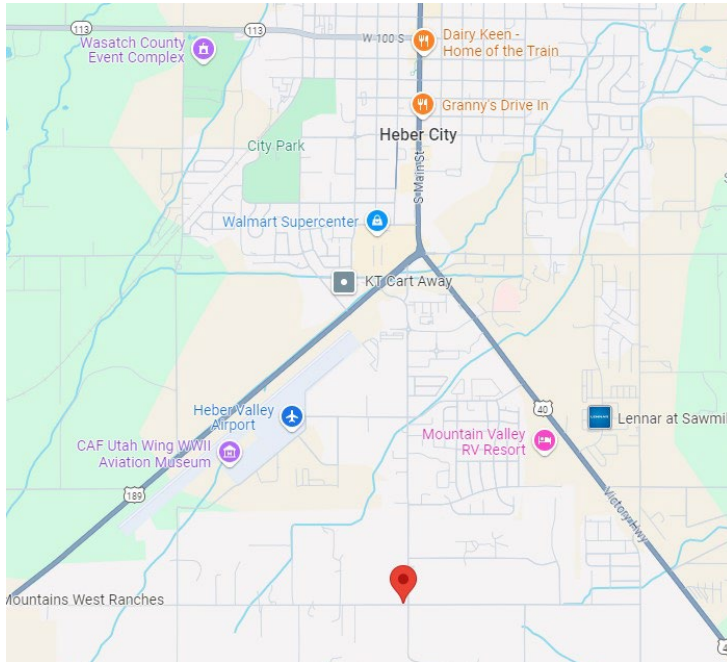 113
113
W 100 S
Dairy Keen -
Home of the Train
Wasatch County
Event Complex
Granny's Drive In
Heber City
City Park
S Main St
Walmart Supercenter
KT Cart Away
Heber Valley
Airport
40
Lennar at Sawmil
Mountain Valley
RV Resort
CAF Utah Wing WWII
Aviation Museum
189
Victory Hwy
Mountains West Ranches